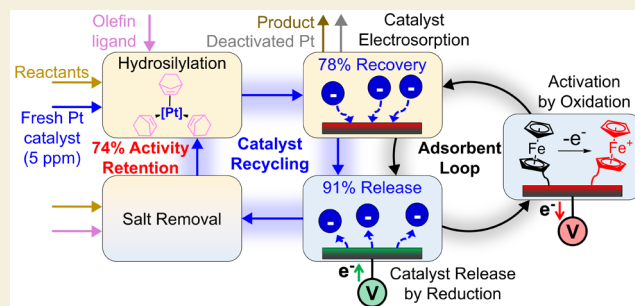 Olefin
ligand
Reactants
Fresh Pt
catalyst
(5 ppm)
Hydrosilylation
[Pt]
74% Activity
Retention
Catalyst
Recycling
Salt Removal
Product
Deactivated Pt
Catalyst
Electrosorption
78% Recovery
- - -
91% Release
- - -
e-
V
Catalyst Release
by Reduction
Adsorbent
Loop
Activation
by Oxidation
Fe
-e-
Fe+
e-
V